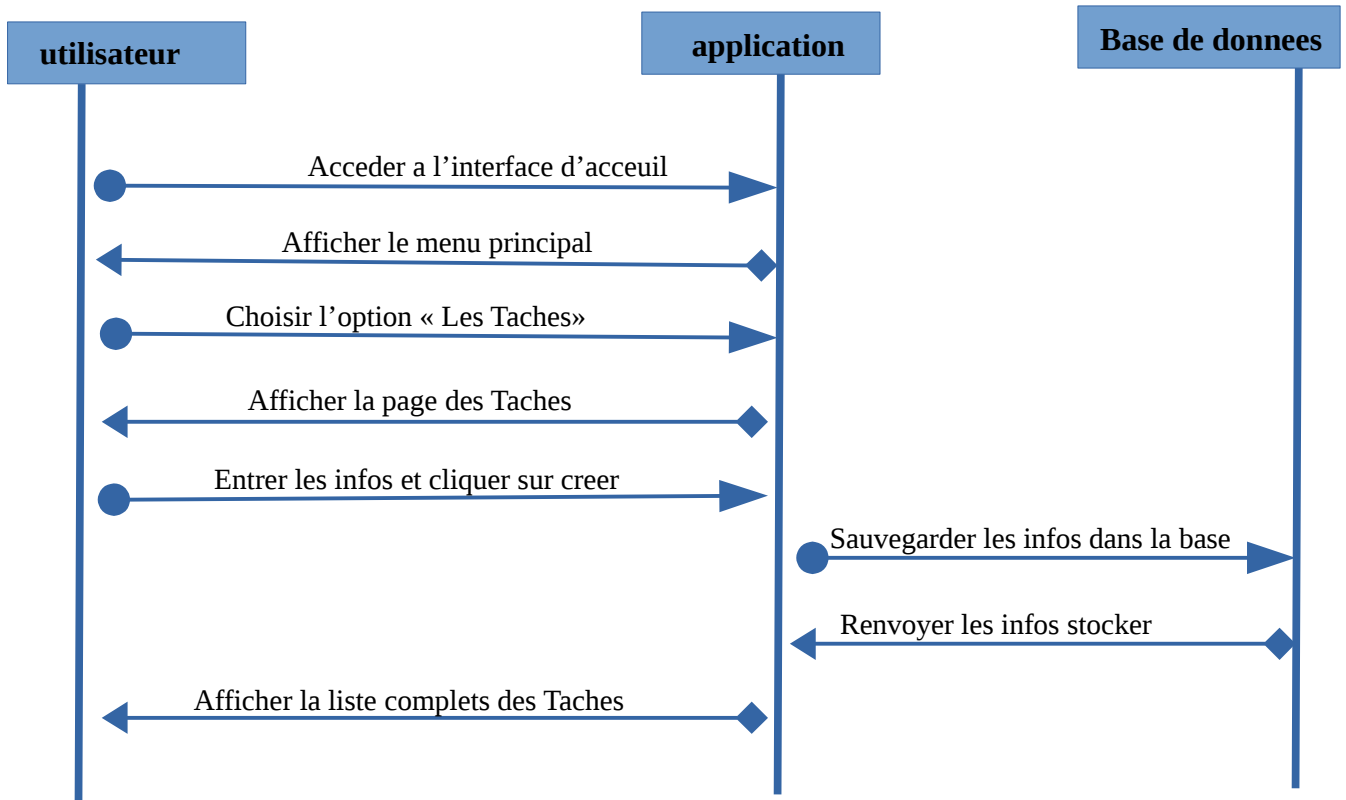 utilisateur
application
Base de donnees
Acceder a l’interface d’acceuil
Afficher le menu principal
Choisir l’option « Les Taches»
Afficher la page des Taches
Entrer les infos et cliquer sur creer
Sauvegarder les infos dans la base
Renvoyer les infos stocker
Afficher la liste complets des Taches